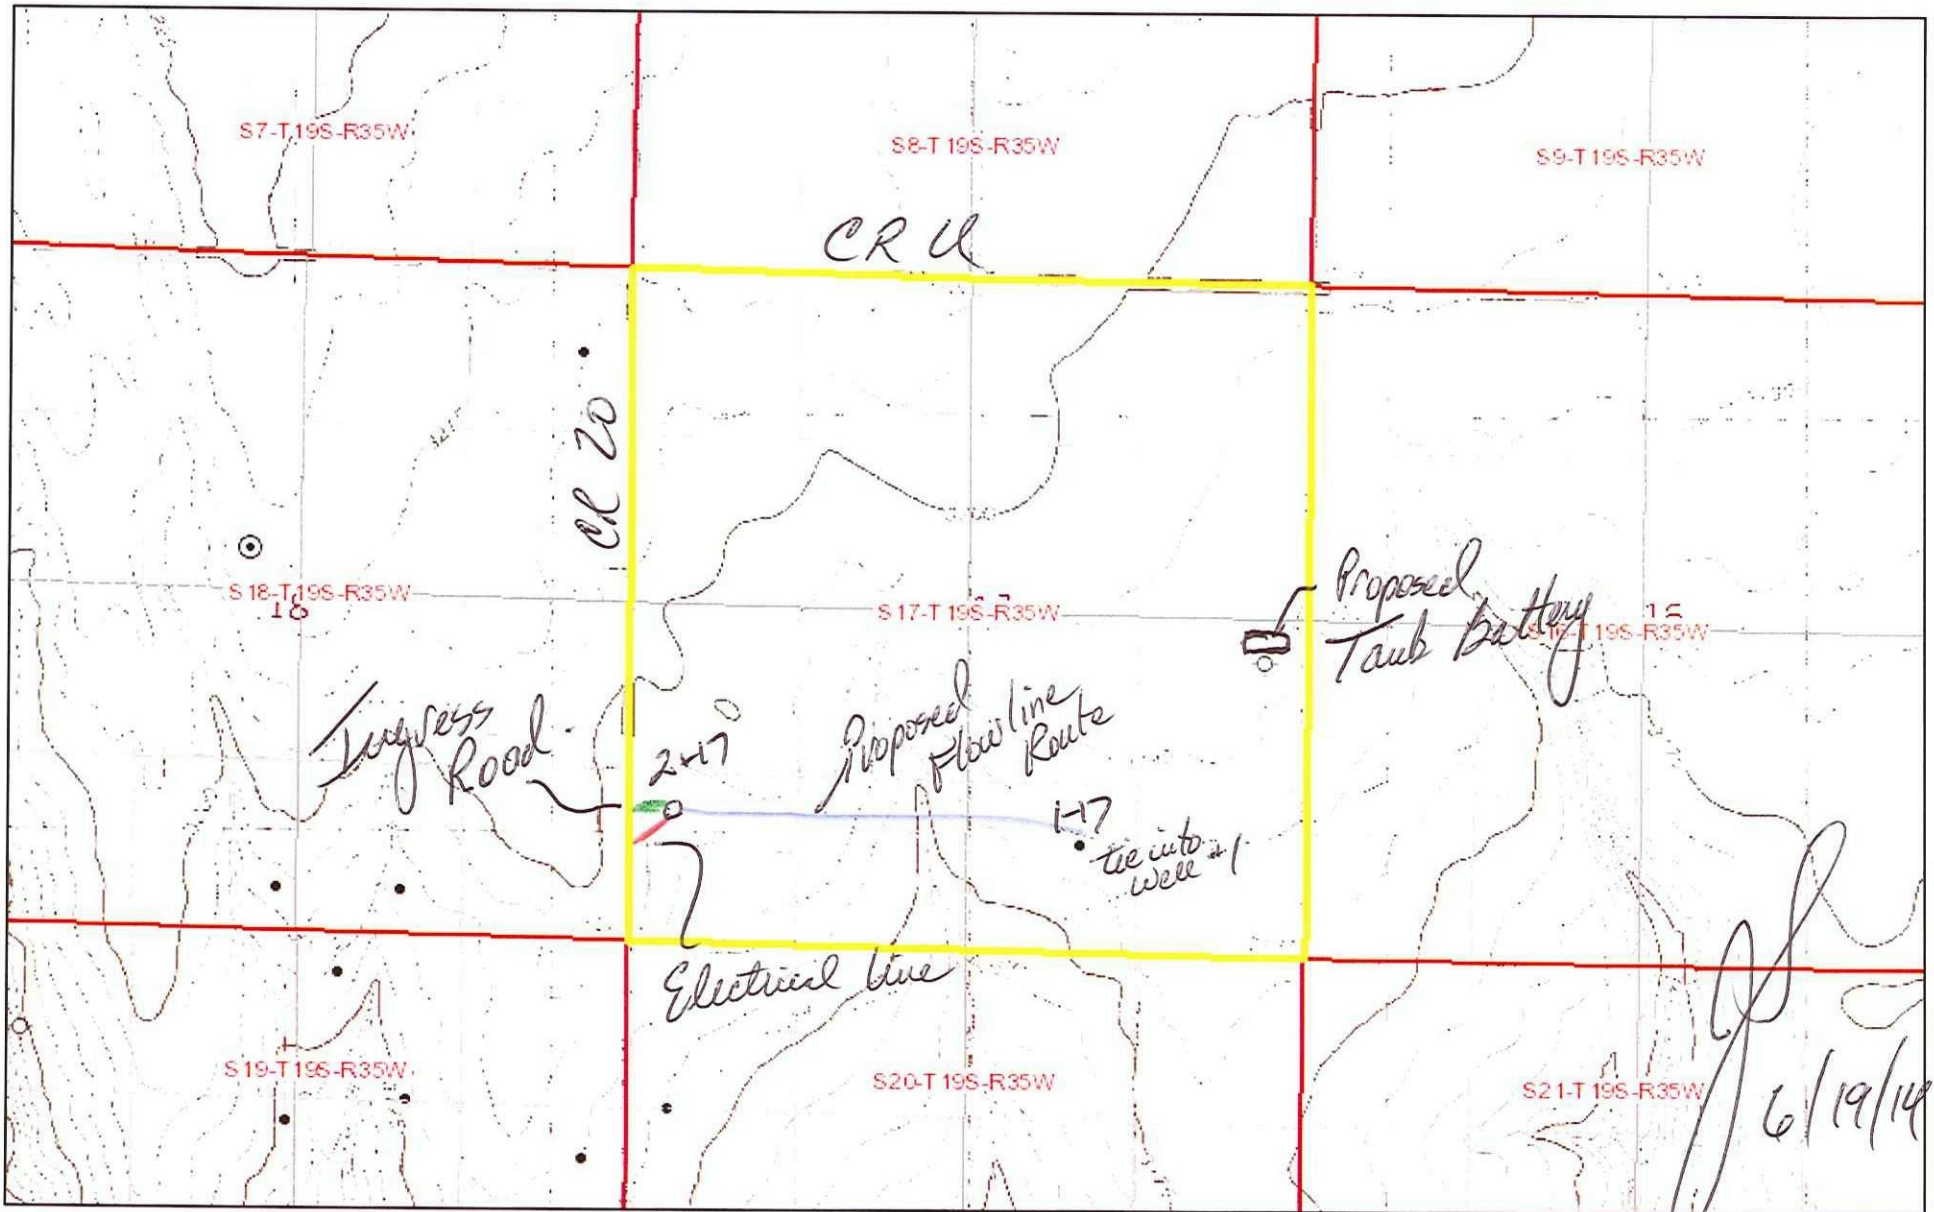 S7-T19S-R35W
S8-T19S-R35W
S9-T19S-R35W
CR U
CR 20
S18-T19S-R35W
18
S17-T19S-R35W
Proposed
Tank Battery
S16-T19S-R35W
Ingress
Road
2-17
Proposed
Flowline
Route
1-17
tie into
well #1
Electrical line
S19-T19S-R35W
S20-T19S-R35W
S21-T19S-R35W
6/19/14